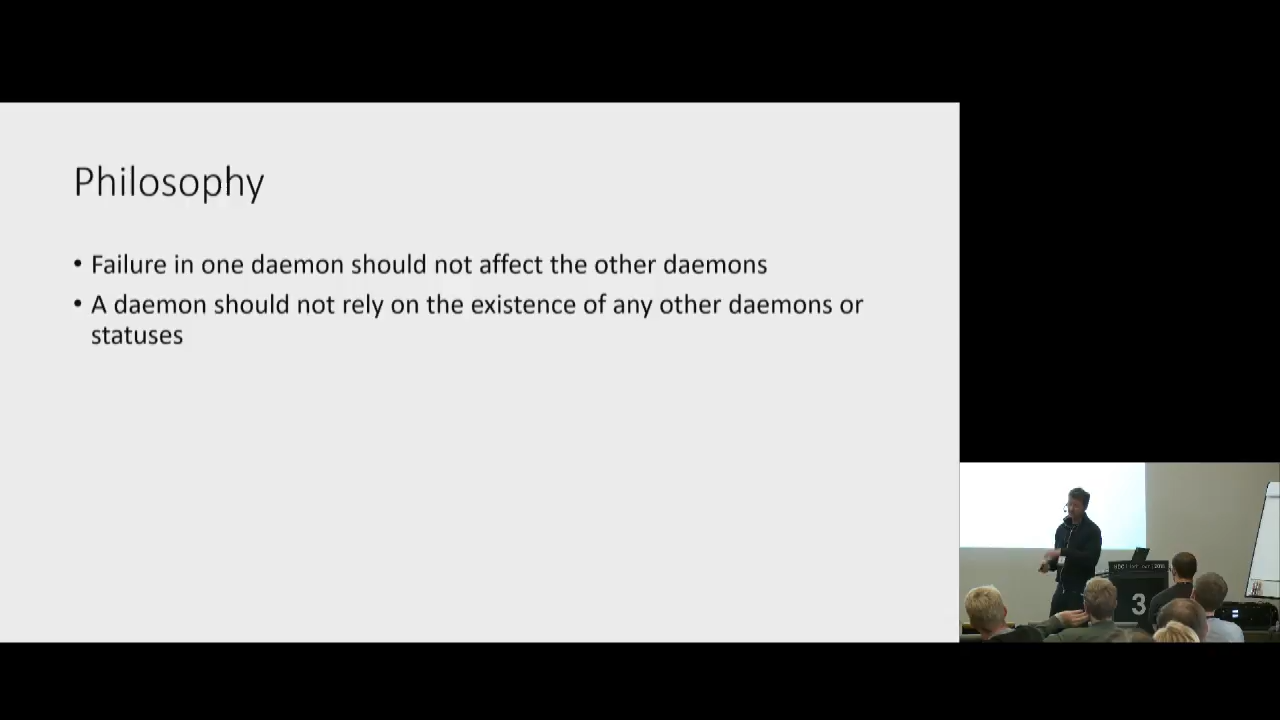 Philosophy
• Failure in one daemon should not affect the other daemons
• A daemon should not rely on the existence of any other daemons or
statuses
3